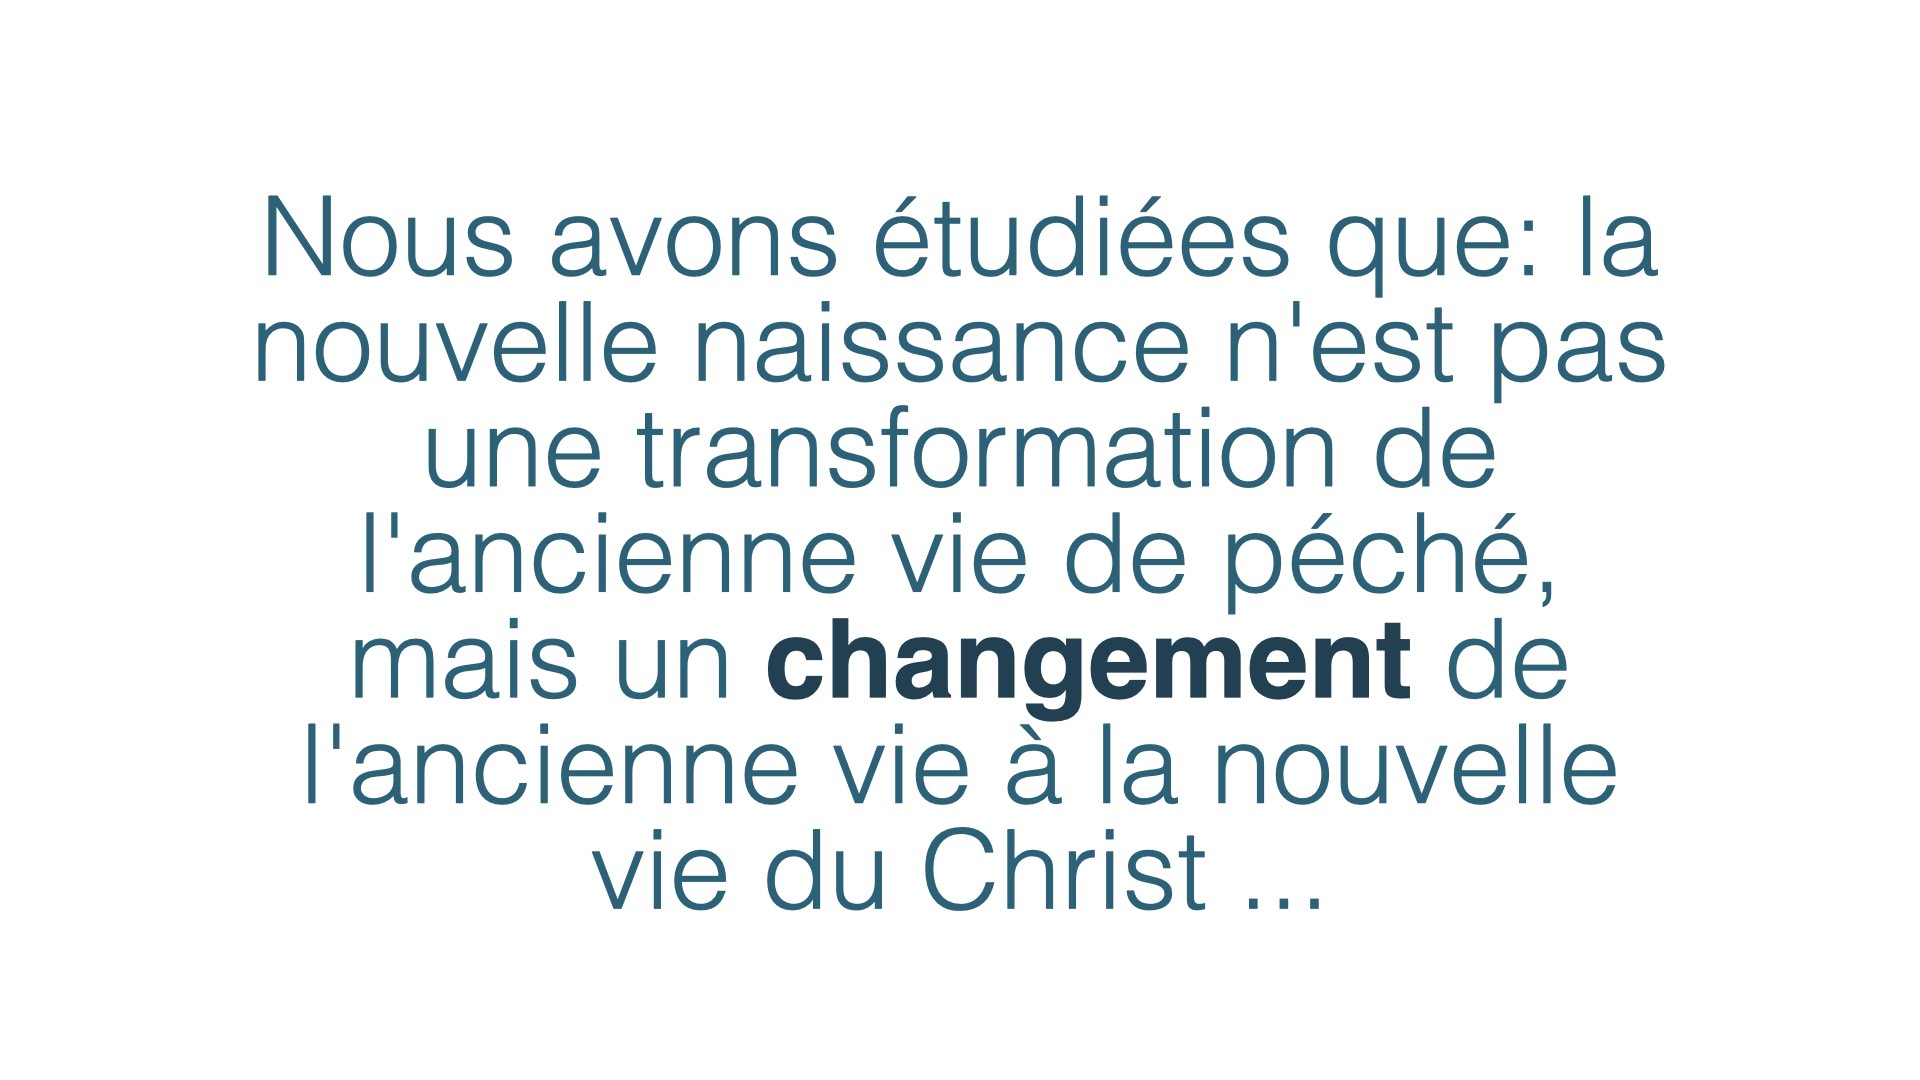 Nous avons étudiées que: la
nouvelle naissance n'est pas
une transformation de
l'ancienne vie de péché,
mais un changement de
l'ancienne vie à la nouvelle
vie du Christ ...